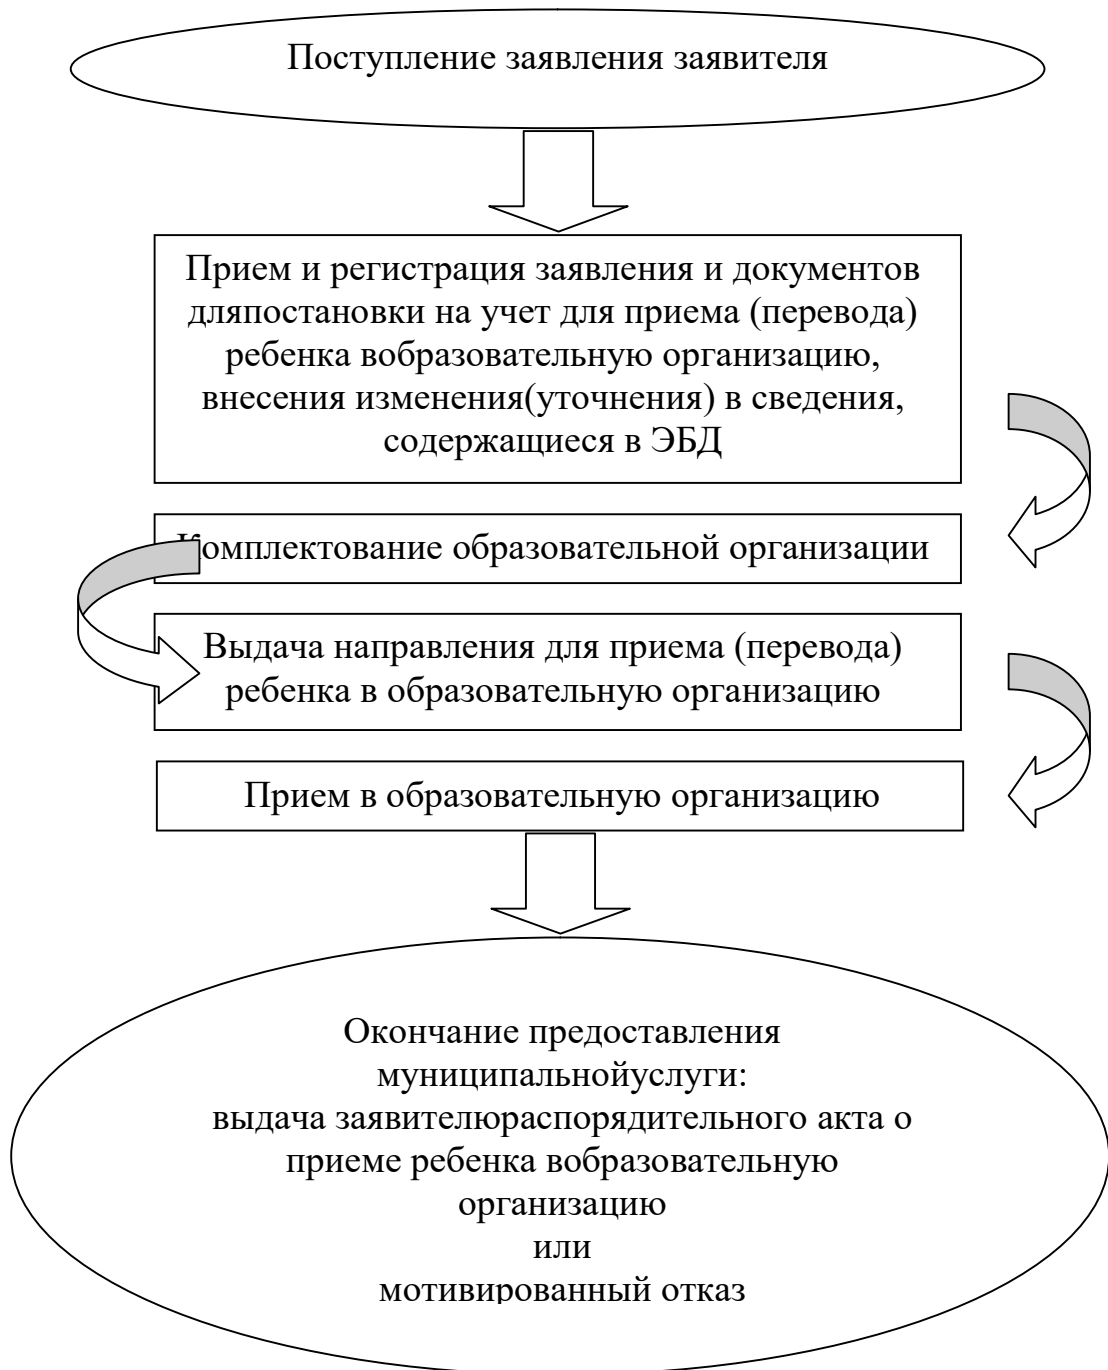 Поступление заявления заявителя
Прием и регистрация заявления и документов
дляпостановки на учет для приема (перевода)
ребенка вобразовательную организацию,
внесения изменения(уточнения) в сведения,
содержащиеся в ЭБД
Комплектование образовательной организации
Выдача направления для приема (перевода)
ребенка в образовательную организацию
Прием в образовательную организацию
Окончание предоставления
муниципальнойуслуги:
выдача заявителюраспорядительного акта о
приеме ребенка вобразовательную
организацию
или
мотивированный отказ